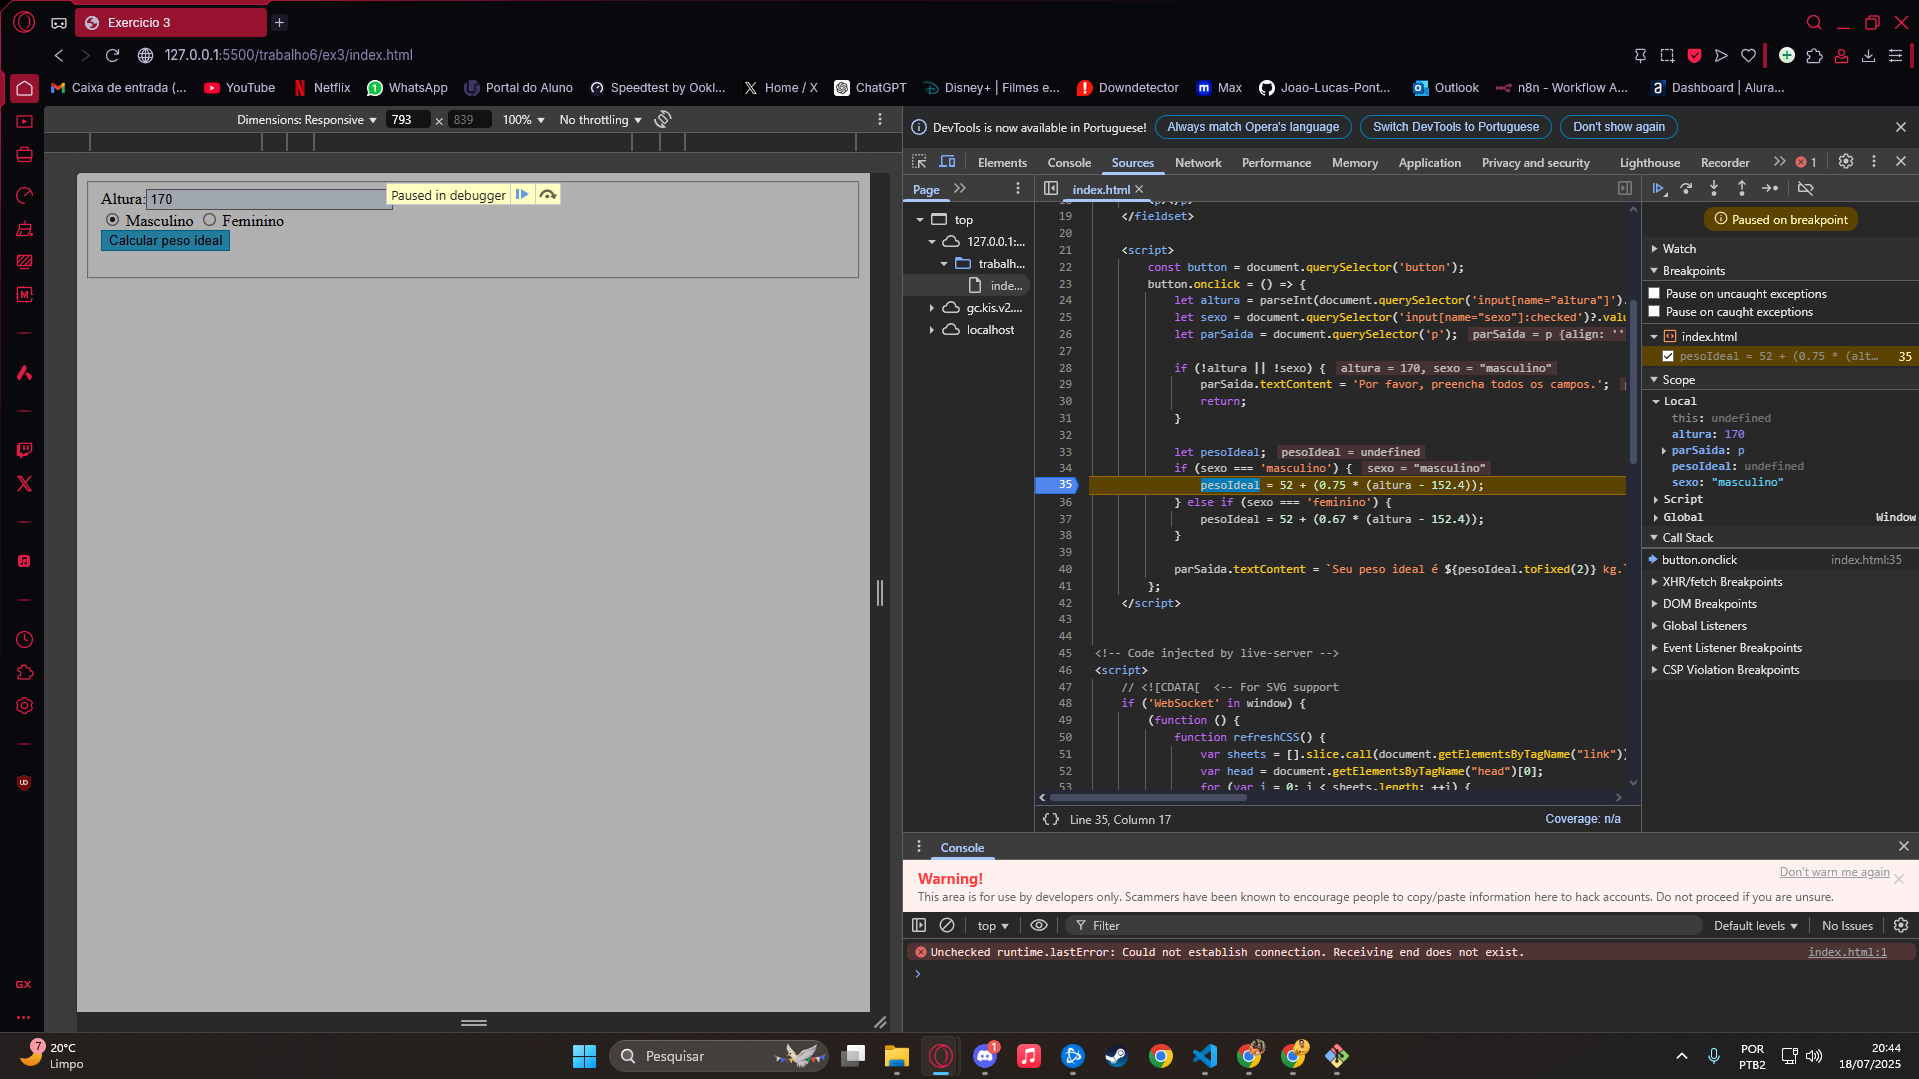 Exercicio 3
127.0.0.1:5500/trabalho6/ex3/index.html
Caixa de entrada (...
YouTube
Netflix
WhatsApp
Portal do Aluno
Speedtest by Ookl...
Home / X
ChatGPT
Disney+ | Filmes e...
Downdetector
Max
Joao-Lucas-Pont...
Outlook
n8n - Workflow A...
Dashboard | Alura...
Dimensions: Responsive
793
×
839
100%
No throttling
Altura:
170
Masculino
Feminino
Calcular peso ideal
Paused in debugger
DevTools is now available in Portuguese!
Always match Opera's language
Switch DevTools to Portuguese
Don't show again
Elements
Console
Sources
Network
Performance
Memory
Application
Privacy and security
Lighthouse
Recorder
1
Page
top
127.0.0.1:...
trabalh...
inde...
gc.kis.v2....
localhost
index.html
19 </fieldset>
20
21 <script>
22 const button = document.querySelector('button');
23 button.onclick = () => {
24 let altura = parseInt(document.querySelector('input[name="altura"]').
25 let sexo = document.querySelector('input[name="sexo"]:checked')?.valu
26 let parSaida = document.querySelector('p'); parSaida = p {align: ''
27
28 if (!altura || !sexo) { altura = 170, sexo = "masculino"
29 parSaida.textContent = 'Por favor, preencha todos os campos.';
30 return;
31 }
32
33 let pesoIdeal; pesoIdeal = undefined
34 if (sexo === 'masculino') { sexo = "masculino"
35 pesoIdeal = 52 + (0.75 * (altura - 152.4));
36 } else if (sexo === 'feminino') {
37 pesoIdeal = 52 + (0.67 * (altura - 152.4));
38 }
39
40 parSaida.textContent = `Seu peso ideal é ${pesoIdeal.toFixed(2)} kg.`
41 };
42 </script>
43
44
45 <!-- Code injected by live-server -->
46 <script>
47 // <![CDATA[  <-- For SVG support
48 if ('WebSocket' in window) {
49 (function () {
50 function refreshCSS() {
51 var sheets = [].slice.call(document.getElementsByTagName("link"))
52 var head = document.getElementsByTagName("head")[0];
53 for (var i = 0; i < sheets.length; ++i) {
{} Line 35, Column 17
Coverage: n/a
Paused on breakpoint
Watch
Breakpoints
Pause on uncaught exceptions
Pause on caught exceptions
index.html
pesoIdeal = 52 + (0.75 * (alt... 35
Scope
Local
this: undefined
altura: 170
parSaida: p
pesoIdeal: undefined
sexo: "masculino"
Script
Global
Window
Call Stack
button.onclick
index.html:35
XHR/fetch Breakpoints
DOM Breakpoints
Global Listeners
Event Listener Breakpoints
CSP Violation Breakpoints
Console
Warning!
Don't warn me again
This area is for use by developers only. Scammers have been known to encourage people to copy/paste information here to hack accounts. Do not proceed if you are unsure.
top
Filter
Default levels
No Issues
Unchecked runtime.lastError: Could not establish connection. Receiving end does not exist.
index.html:1
GX
7
20°C
Limpo
Pesquisar
1
POR
PTB2
20:44
18/07/2025